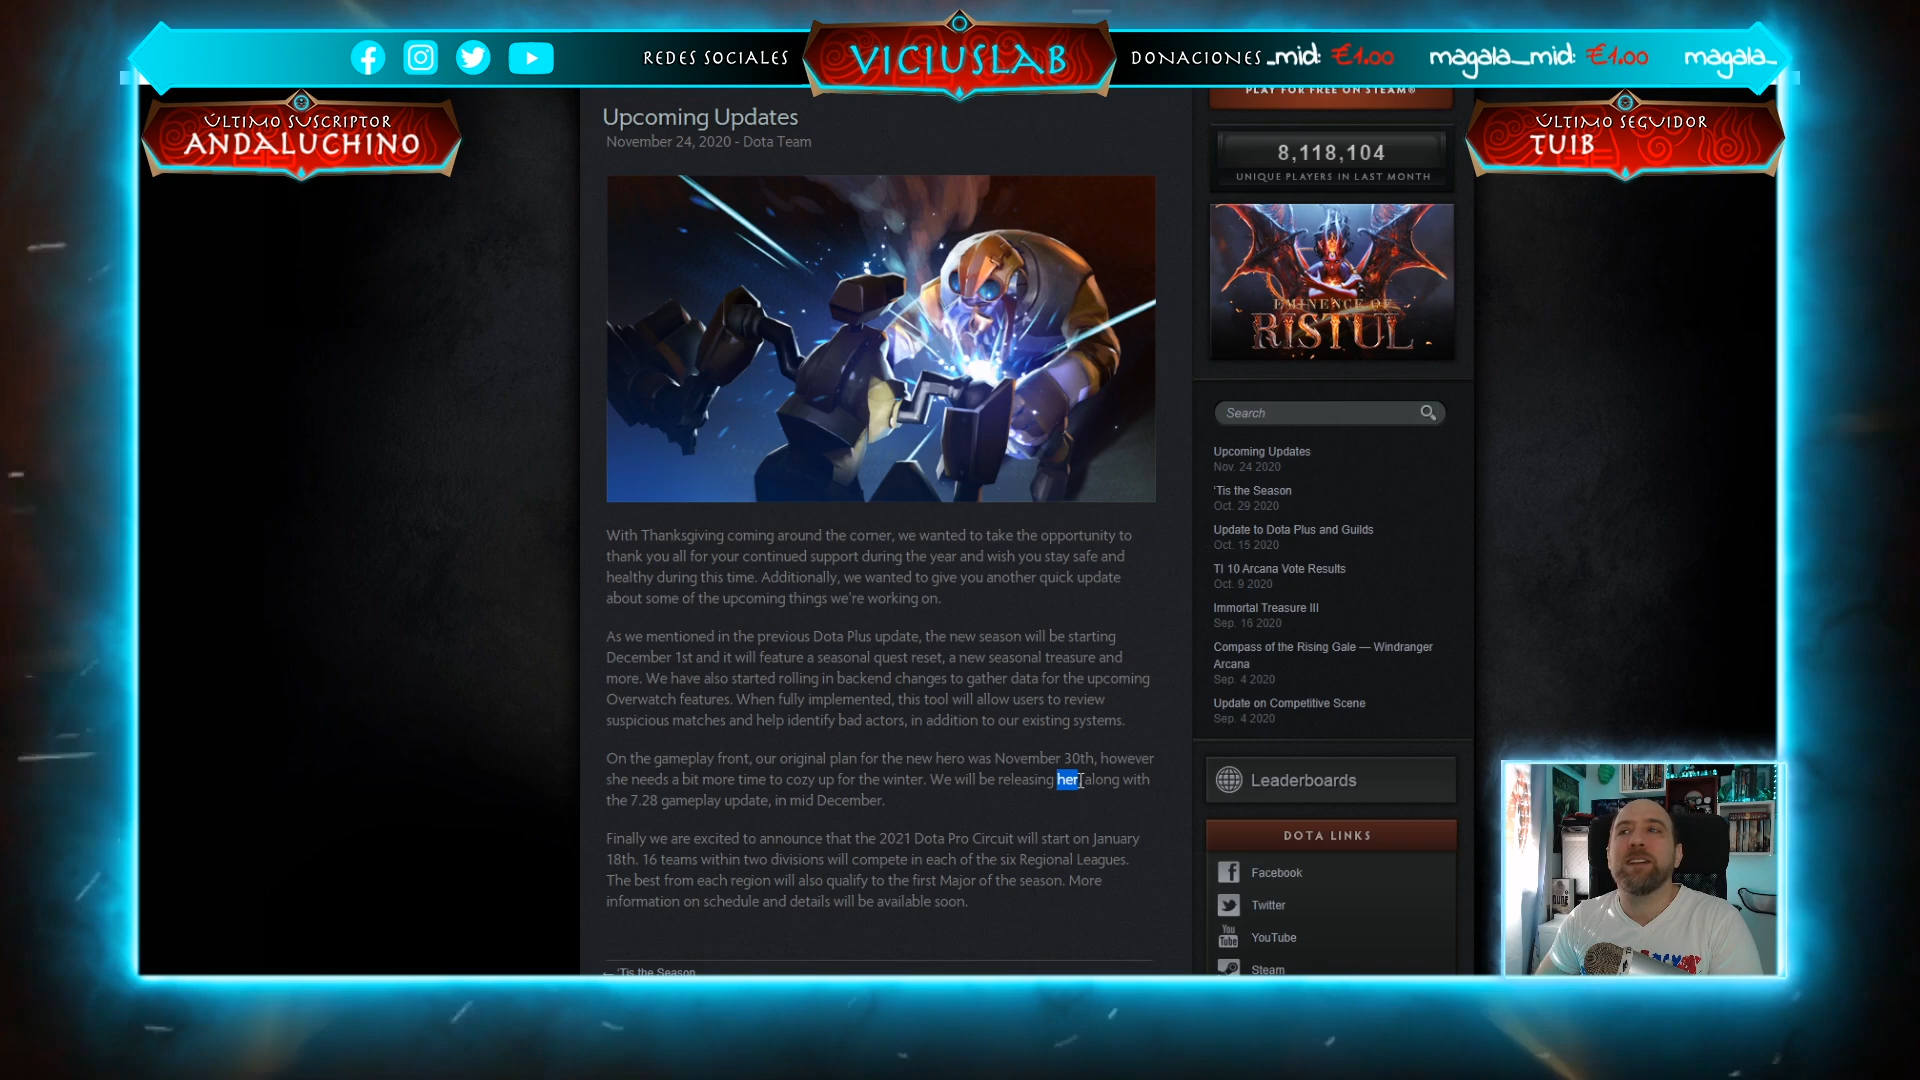 REDES SOCIALES
VICIUSLAB
DONACIONES
_mid: €1.00 magala_mid: €1.00 magala_
ÚLTIMO SUSCRIPTOR
ANDALUCHINO
ÚLTIMO SEGUIDOR
TUIB
Upcoming Updates
November 24, 2020 - Dota Team
With Thanksgiving coming around the corner, we wanted to take the opportunity to
thank you all for your continued support during the year and wish you stay safe and
healthy during this time. Additionally, we wanted to give you another quick update
about some of the upcoming things we're working on.
As we mentioned in the previous Dota Plus update, the new season will be starting
December 1st and it will feature a seasonal quest reset, a new seasonal treasure and
more. We have also started rolling in backend changes to gather data for the upcoming
Overwatch features. When fully implemented, this tool will allow users to review
suspicious matches and help identify bad actors, in addition to our existing systems.
On the gameplay front, our original plan for the new hero was November 30th, however
she needs a bit more time to cozy up for the winter. We will be releasing her along with
the 7.28 gameplay update, in mid December.
Finally we are excited to announce that the 2021 Dota Pro Circuit will start on January
18th. 16 teams within two divisions will compete in each of the six Regional Leagues.
The best from each region will also qualify to the first Major of the season. More
information on schedule and details will be available soon.
← 'Tis the Season
PLAY FOR FREE ON STEAM®
8,118,104
UNIQUE PLAYERS IN LAST MONTH
EMINENCE OF
RISTUL
Search
Upcoming Updates
Nov. 24 2020
'Tis the Season
Oct. 29 2020
Update to Dota Plus and Guilds
Oct. 15 2020
TI 10 Arcana Vote Results
Oct. 9 2020
Immortal Treasure III
Sep. 16 2020
Compass of the Rising Gale — Windranger
Arcana
Sep. 4 2020
Update on Competitive Scene
Sep. 4 2020
Leaderboards
DOTA LINKS
Facebook
Twitter
You
Tube
YouTube
Steam